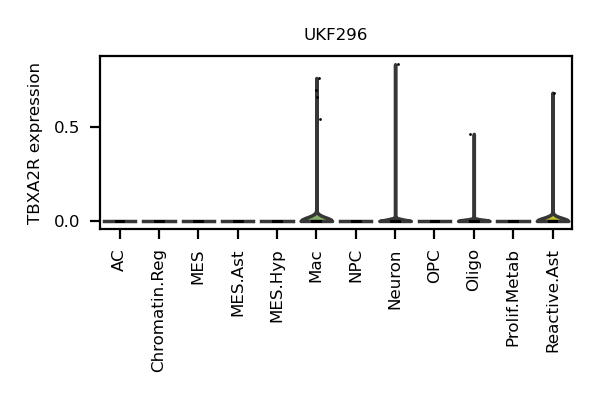 UKF296
TBXA2R expression
0.5
0.0
AC
Chromatin.Reg
MES
MES.Ast
MES.Hyp
Mac
NPC
Neuron
OPC
Oligo
Prolif.Metab
Reactive.Ast